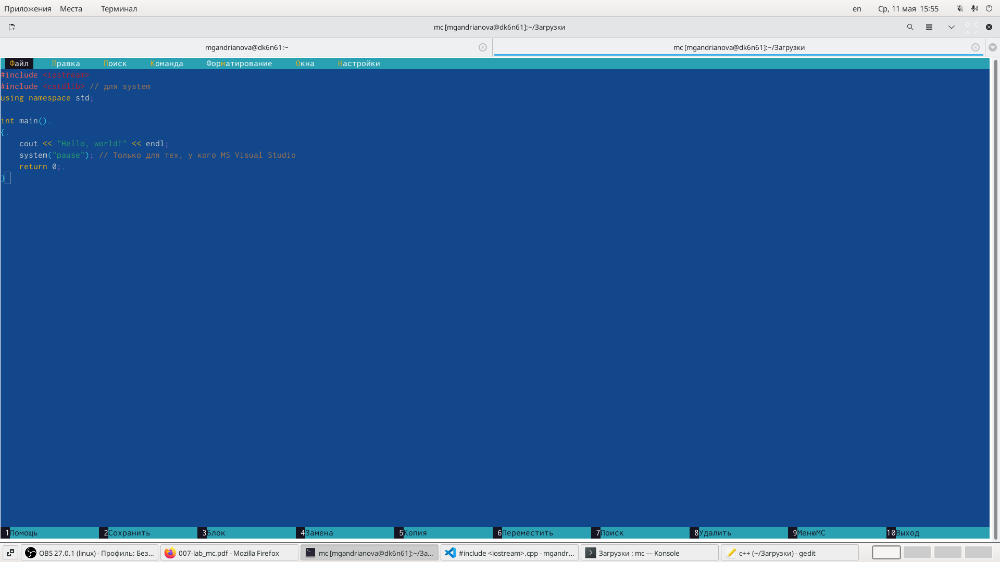 Приложения Места Терминал en Ср, 11 мая 15:55
mc [mgandrianova@dk6n61]:~/Загрузки
mgandrianova@dk6n61:~ mc [mgandrianova@dk6n61]:~/Загрузки
Файл Правка Поиск Команда Форматирование Окна Настройки
#include <iostream>
#include <cstdlib> // для system
using namespace std;
int main().
{.
cout << "Hello, world!" << endl;
system("pause"); // Только для тех, у кого MS Visual Studio
return 0;.
}
1Помощь 2Сохранить 3Блок 4Замена 5Копия 6Переместить 7Поиск 8Удалить 9МенюMC 10Выход
OBS 27.0.1 (linux) - Профиль: Без... 007-lab_mc.pdf - Mozilla Firefox mc [mgandrianova@dk6n61]:~/За... #include <iostream>.cpp - mgandr... Загрузки : mc — Konsole c++ (~/Загрузки) - gedit